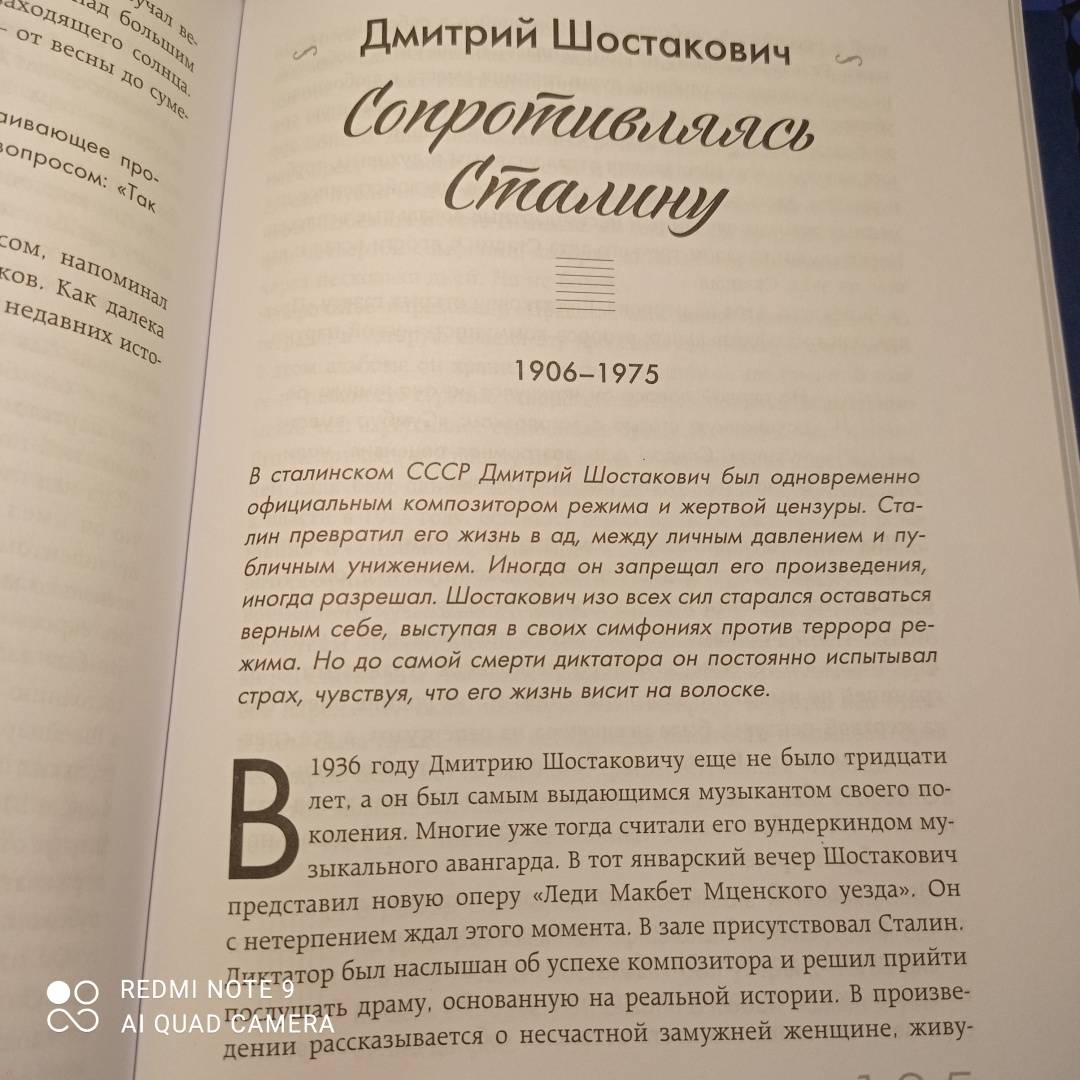 учал ве-
над большим
заходящего солнца.
– от весны до суме-
аивающее про-
вопросом: «Так
сом, напоминал
ков. Как далека
недавних исто-
Дмитрий Шостакович
Сопротивляясь
Сталину
1906–1975
В сталинском СССР Дмитрий Шостакович был одновременно
официальным композитором режима и жертвой цензуры. Ста-
лин превратил его жизнь в ад, между личным давлением и пу-
бличным унижением. Иногда он запрещал его произведения,
иногда разрешал. Шостакович изо всех сил старался оставаться
верным себе, выступая в своих симфониях против террора ре-
жима. Но до самой смерти диктатора он постоянно испытывал
страх, чувствуя, что его жизнь висит на волоске.
В 1936 году Дмитрию Шостаковичу еще не было тридцати
лет, а он был самым выдающимся музыкантом своего по-
коления. Многие уже тогда считали его вундеркиндом му-
зыкального авангарда. В тот январский вечер Шостакович
представил новую оперу «Леди Макбет Мценского уезда». Он
с нетерпением ждал этого момента. В зале присутствовал Сталин.
Диктатор был наслышан об успехе композитора и решил прийти
послушать драму, основанную на реальной истории. В произве-
дении рассказывается о несчастной замужней женщине, живу-
REDMI NOTE 9
AI QUAD CAMERA